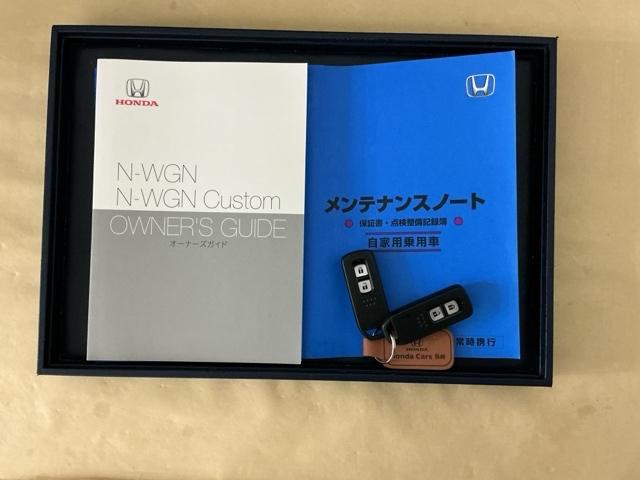 HONDA
N-WGN
N-WGN Custom
OWNER'S GUIDE
オーナーズガイド
メンテナンスノート
保証書・点検整備記録簿
自家用乗用車
常時携行
HONDA
Honda Cars